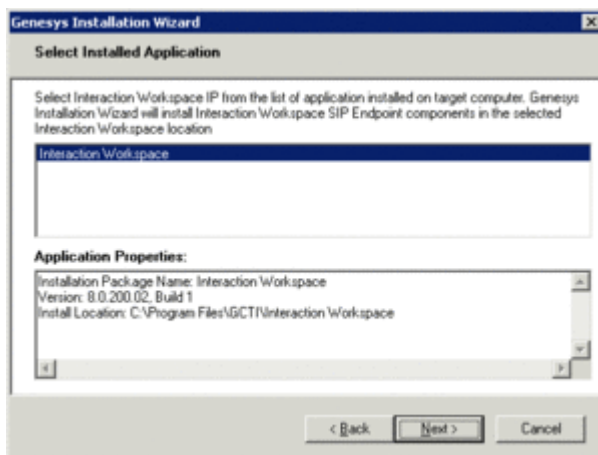 Genesys Installation Wizard
Select Installed Application
Select Interaction Workspace IP from the list of application installed on target computer. Genesys
Installation Wizard will install Interaction Workspace SIP Endpoint components in the selected
Interaction Workspace location
Interaction Workspace
Application Properties:
Installation Package Name: Interaction Workspace
Version: 8.0.200.02, Build 1
Install Location: C:\Program Files\GCTI\Interaction Workspace
< Back Next > Cancel